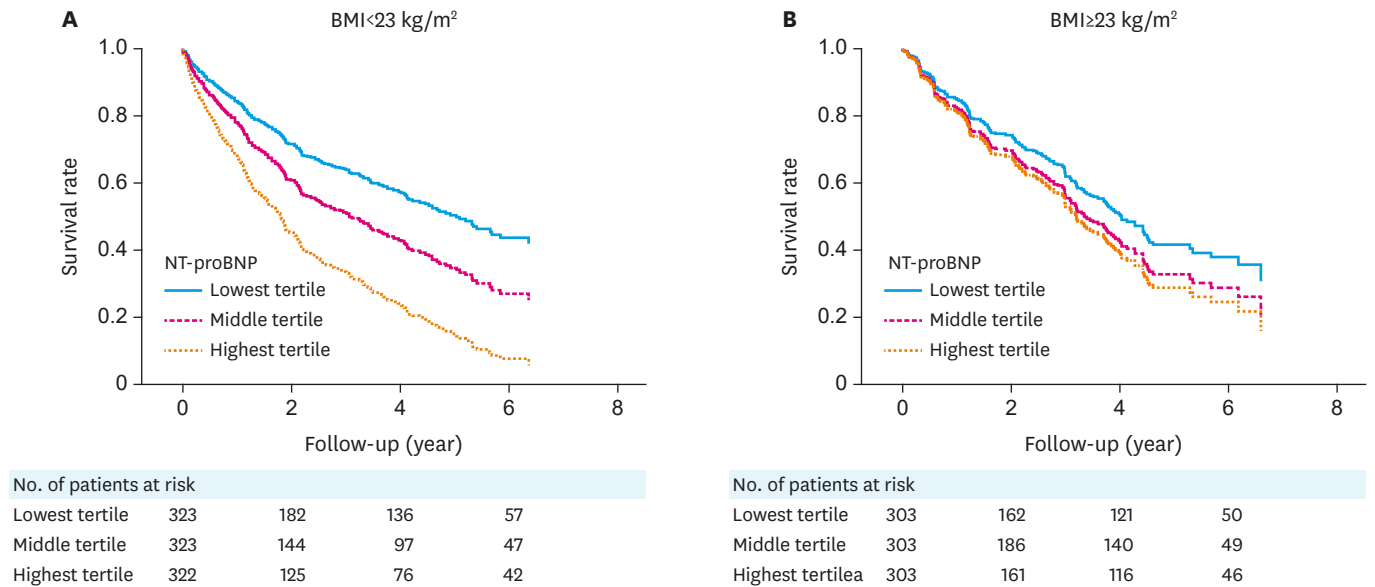 A
BMI<23 kg/m²
1.0
0.8
0.6
0.4
0.2
0
Survival rate
NT-proBNP
Lowest tertile
Middle tertile
Highest tertile
0 2 4 6 8
Follow-up (year)
No. of patients at risk
Lowest tertile 323 182 136 57
Middle tertile 323 144 97 47
Highest tertile 322 125 76 42
B
BMI≥23 kg/m²
1.0
0.8
0.6
0.4
0.2
0
Survival rate
NT-proBNP
Lowest tertile
Middle tertile
Highest tertile
0 2 4 6 8
Follow-up (year)
No. of patients at risk
Lowest tertile 303 162 121 50
Middle tertile 303 186 140 49
Highest tertilea 303 161 116 46